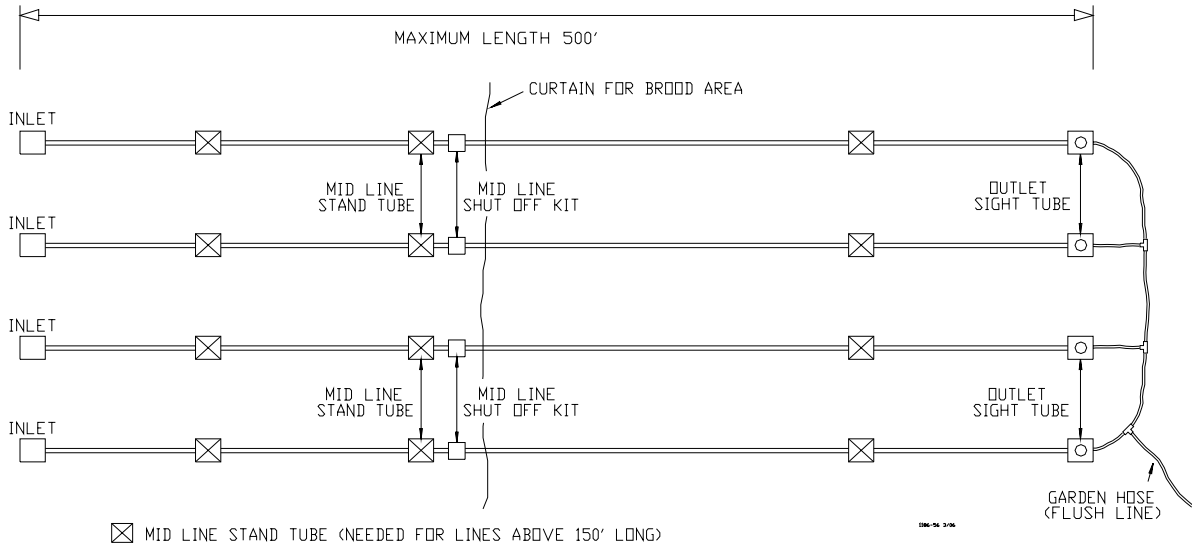 MAXIMUM LENGTH 500'
CURTAIN FOR BROOD AREA
INLET
MID LINE
STAND TUBE
MID LINE
SHUT OFF KIT
OUTLET
SIGHT TUBE
INLET
INLET
MID LINE
STAND TUBE
MID LINE
SHUT OFF KIT
OUTLET
SIGHT TUBE
INLET
GARDEN HOSE
(FLUSH LINE)
MID LINE STAND TUBE (NEEDED FOR LINES ABOVE 150' LONG)